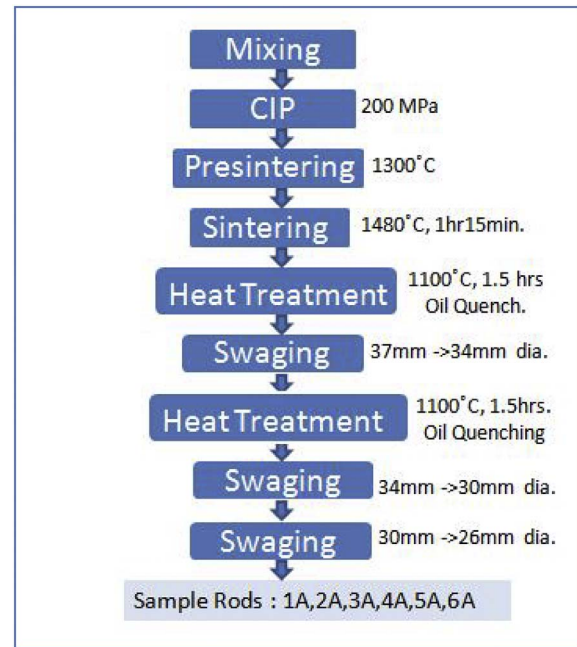 Mixing
CIP
200 MPa
Presintering
1300˚C
Sintering
1480˚C, 1hr15min.
Heat Treatment
1100˚C, 1.5 hrs
Oil Quench.
Swaging
37mm ->34mm dia.
Heat Treatment
1100˚C, 1.5hrs.
Oil Quenching
Swaging
34mm ->30mm dia.
Swaging
30mm ->26mm dia.
Sample Rods : 1A,2A,3A,4A,5A,6A